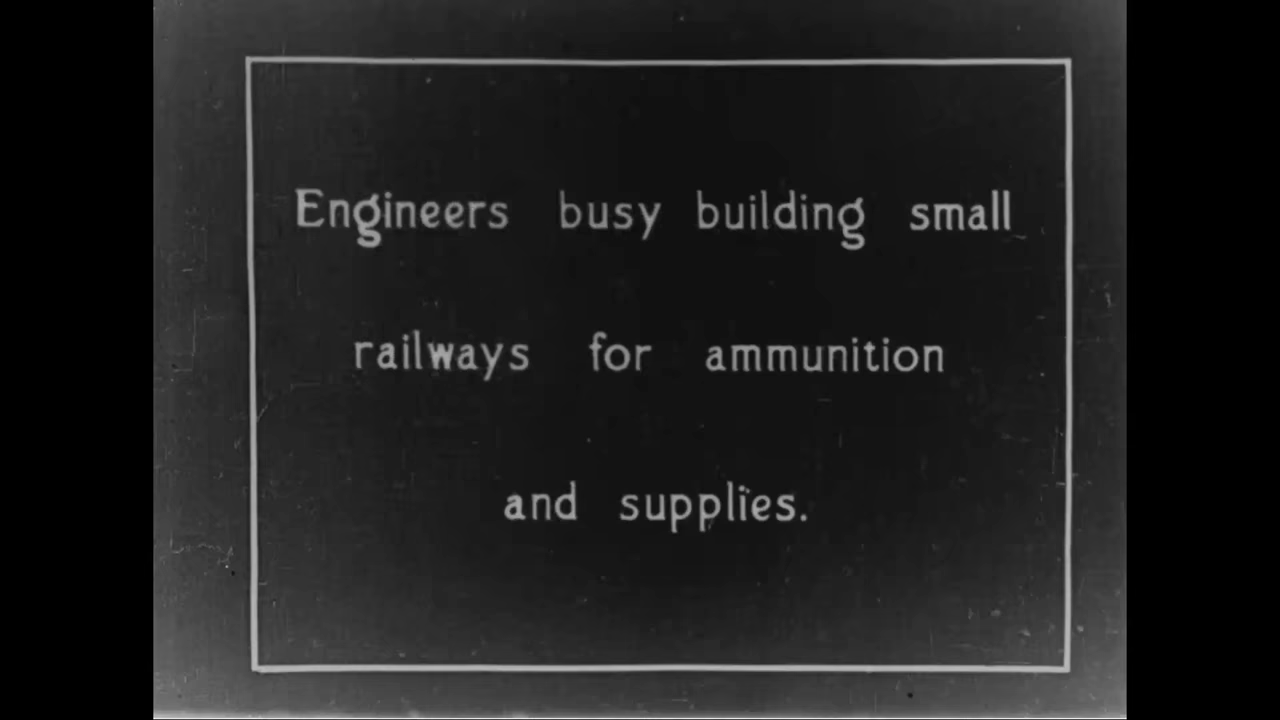 Engineers busy building small
railways for ammunition
and supplies.